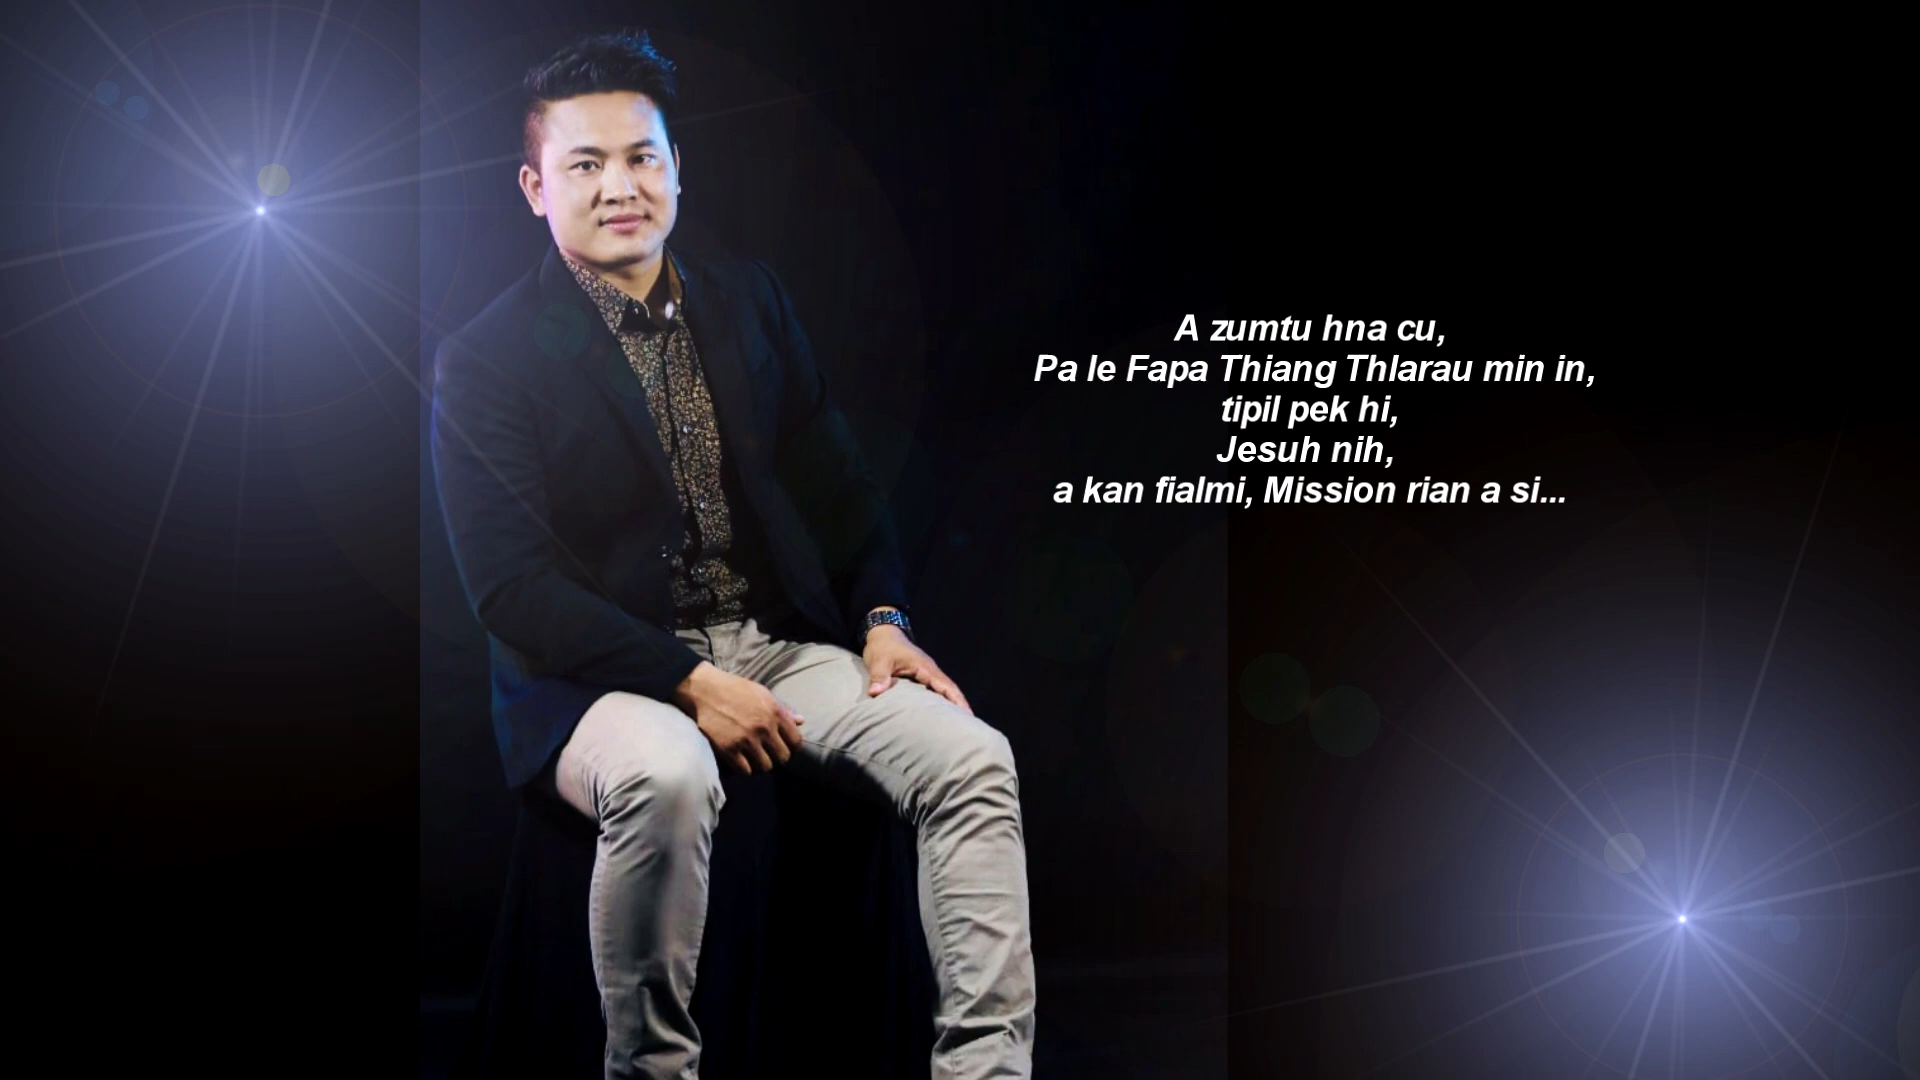 A zumtu hna cu,
Pa le Fapa Thiang Thlarau min in,
tipil pek hi,
Jesuh nih,
a kan fialmi, Mission rian a si...